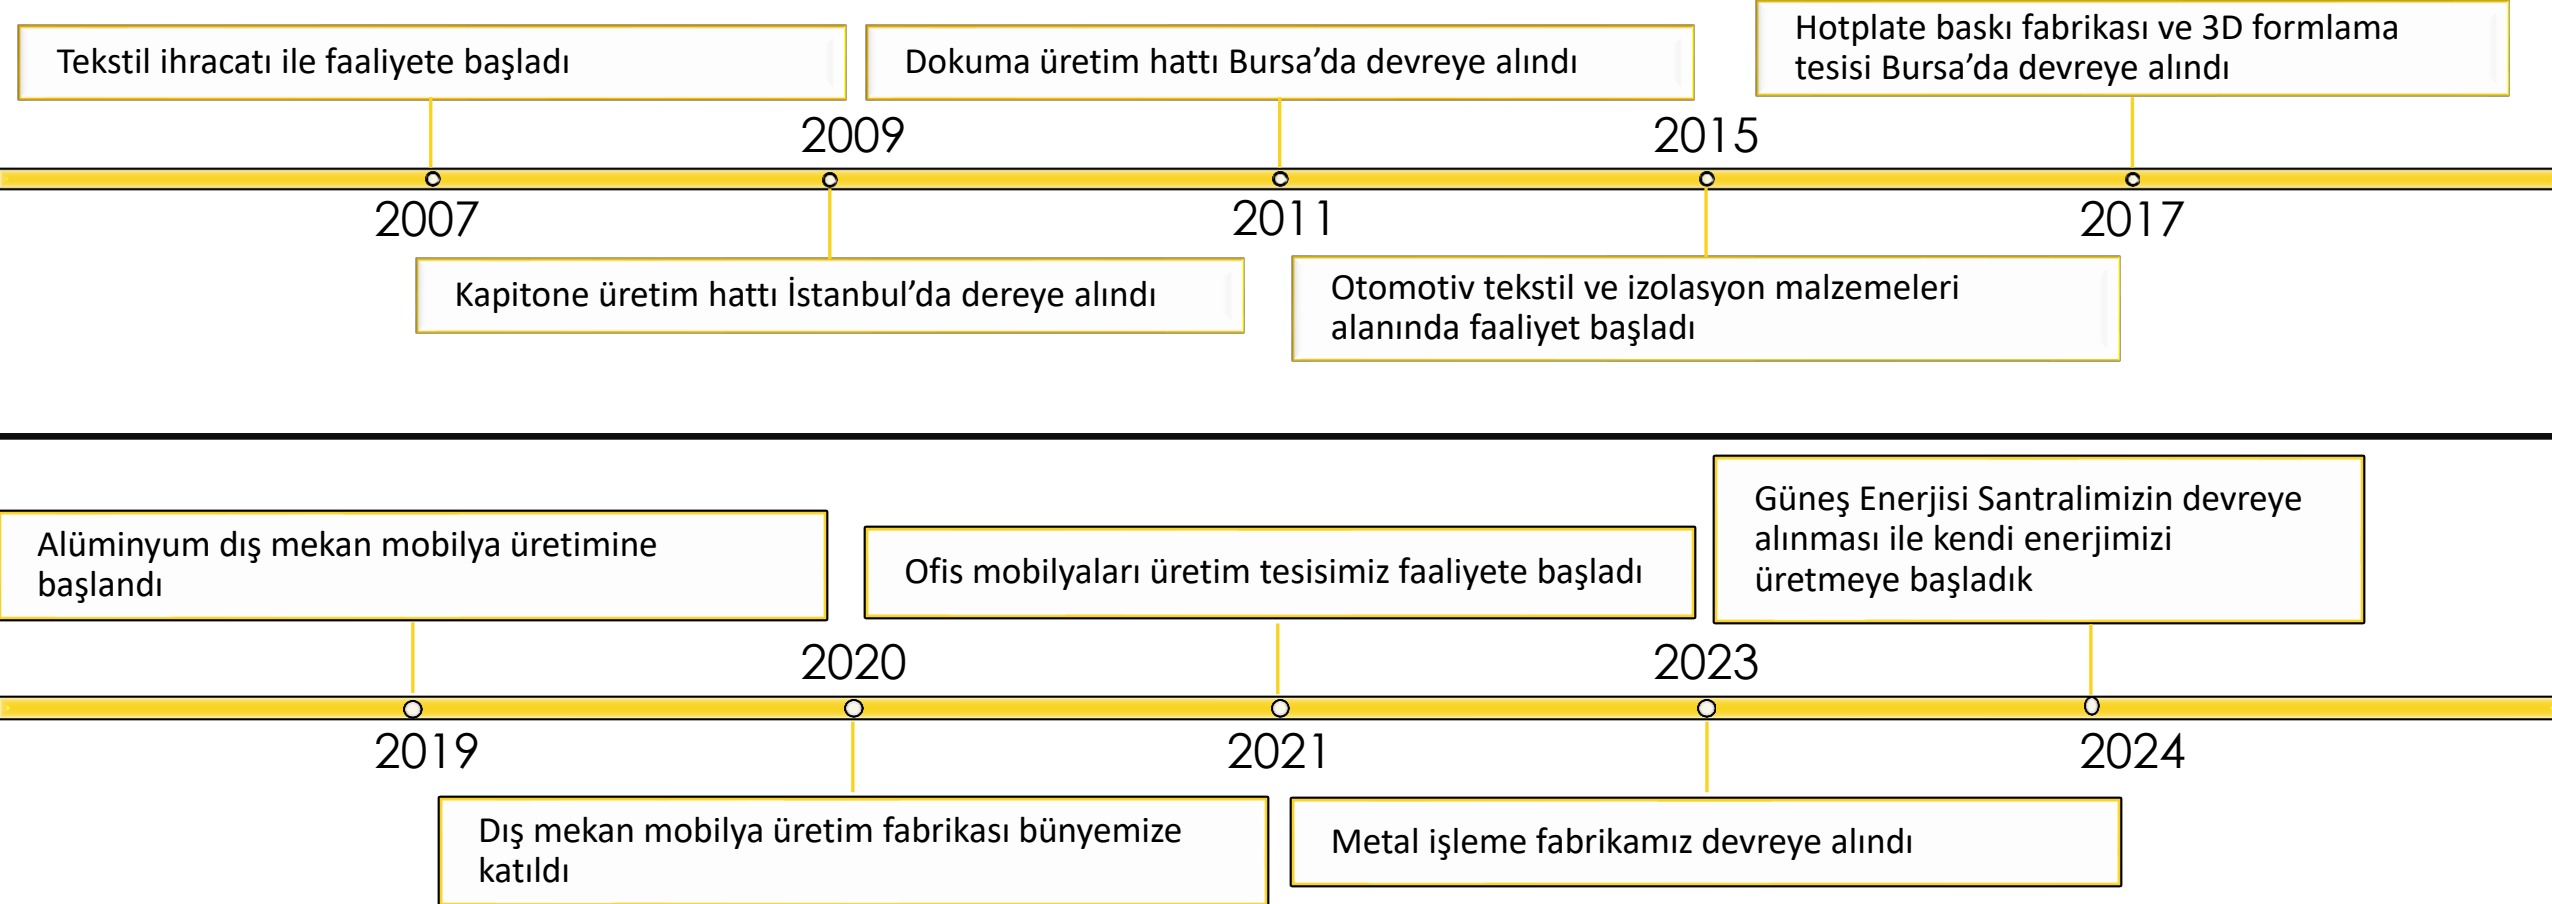 Tekstil ihracatı ile faaliyete başladı
Dokuma üretim hattı Bursa’da devreye alındı
Hotplate baskı fabrikası ve 3D formlama
tesisi Bursa’da devreye alındı
2009
2015
2007
2011
2017
Kapitone üretim hattı İstanbul’da dereye alındı
Otomotiv tekstil ve izolasyon malzemeleri
alanında faaliyet başladı
Alüminyum dış mekan mobilya üretimine
başlandı
Ofis mobilyaları üretim tesisimiz faaliyete başladı
Güneş Enerjisi Santralimizin devreye
alınması ile kendi enerjimizi
üretmeye başladık
2020
2023
2019
2021
2024
Dış mekan mobilya üretim fabrikası bünyemize
katıldı
Metal işleme fabrikamız devreye alındı